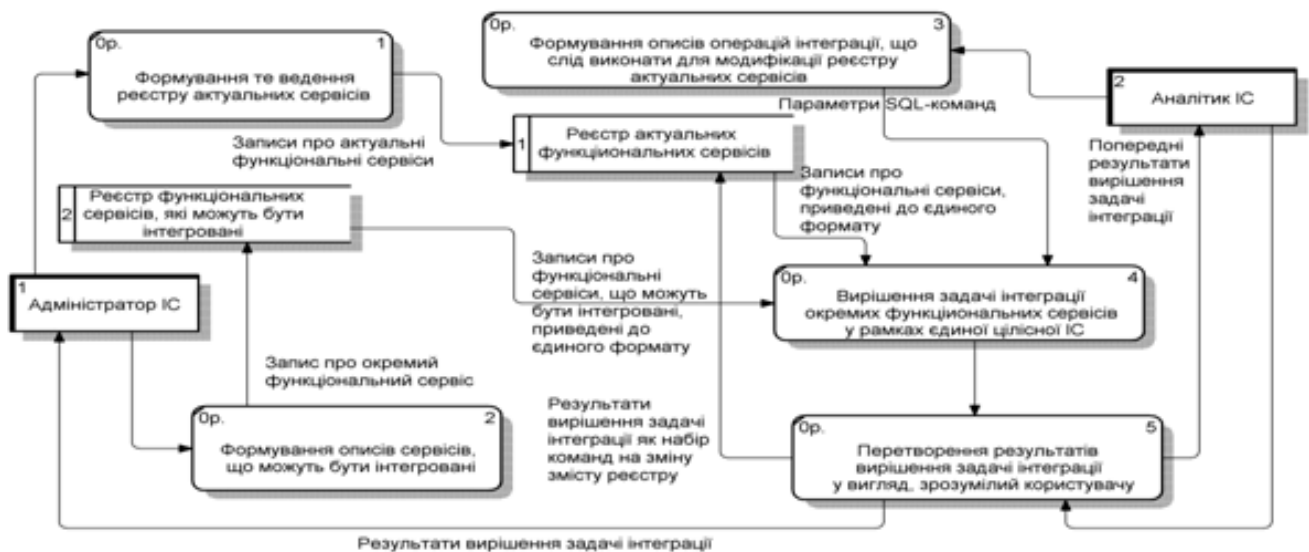 0р.
1
Формування те ведення
реєстру актуальних сервісів
0р.
3
Формування описів операцій інтеграції, що
слід виконати для модифікації реєстру
актуальних сервісів
2
Аналітик ІС
Параметри SQL-команд
Записи про актуальні
функціональні сервіси
1
Реєстр актуальних
функціиональних сервісів
Попередні
результати
вирішення
задачі
інтеграції
2
Реєстр функціональних
сервісів, які можуть бути
інтегровані
Записи про
функціональні сервіси,
приведені до єдиного
формату
1
Адміністратор ІС
Записи про
функціональні
сервіси, що можуть
бути інтегровані,
приведені до
єдиного формату
0р.
4
Вирішення задачі інтеграції
окремих функціиональних сервісів
у рамках єдиної цілісної ІС
Запис про окремий
функціональний сервіс
0р.
2
Формування описів сервісів,
що можуть бути інтегровані
Результати
вирішення задачі
інтеграції як набір
команд на зміну
змісту реєстру
0р.
5
Перетворення результатів
вирішення задачі інтеграції
у вигляд, зрозумілий користувачу
Результати вирішення задачі інтеграції